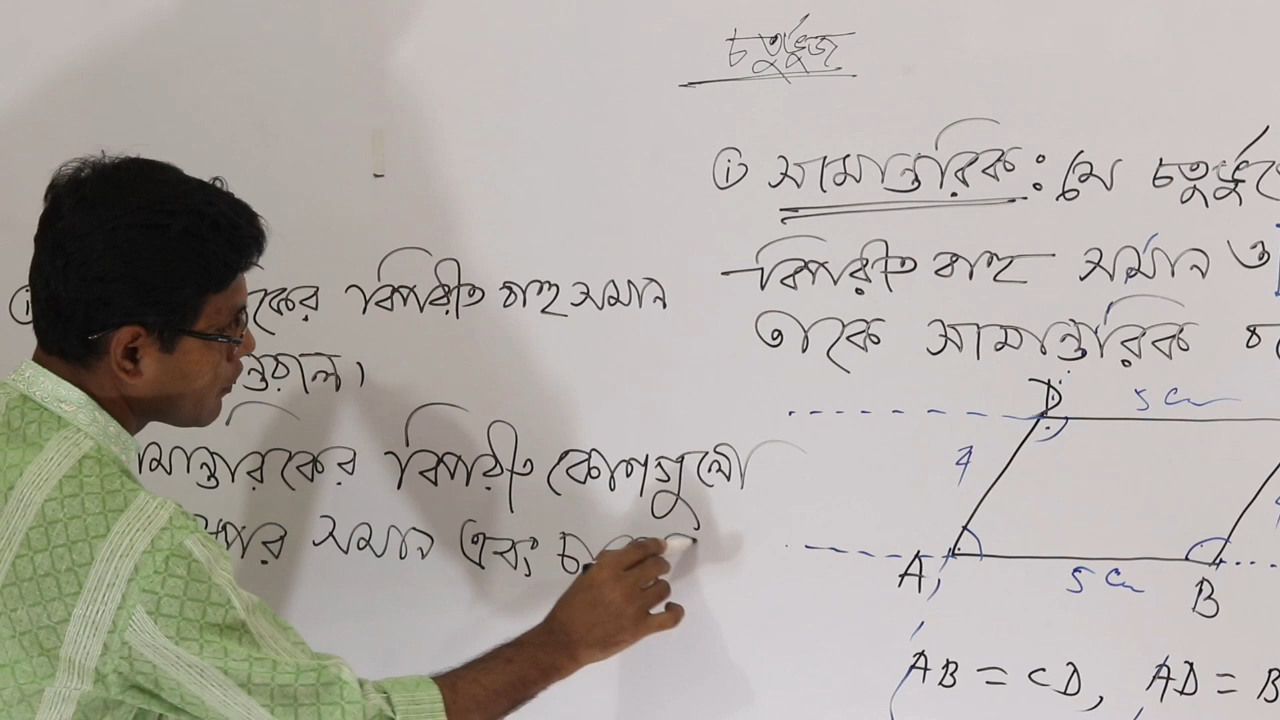 চতুর্ভুজ
① সামান্তরিক: যে
বিপরীত বাহু সমান ও
তাকে সামান্তরিক
D 5 cm
4
A 5 cm B
AB = CD, AD = B
বিপরীত বাহু সমান
মান্তরিকের বিপরীত কোণগুলো
সমান এবং